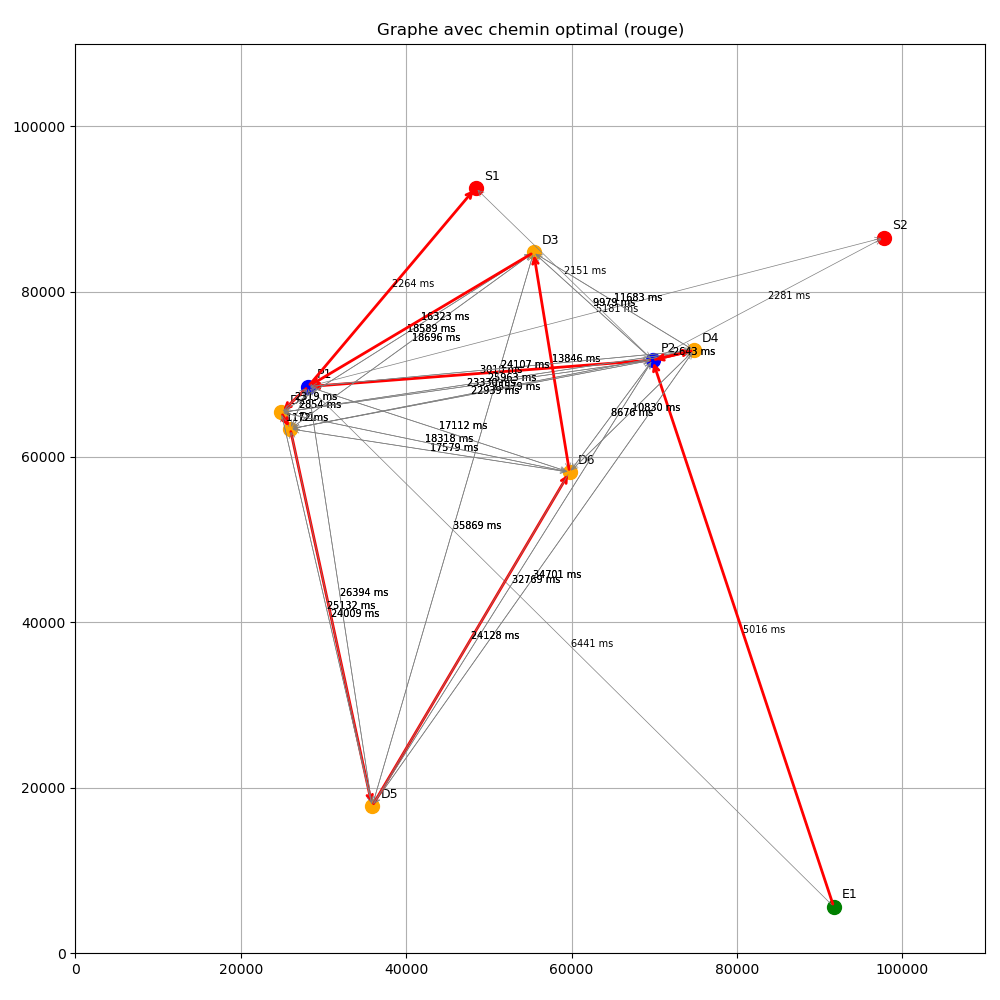 Graphe avec chemin optimal (rouge)
100000
80000
60000
40000
20000
0
0
20000
40000
60000
80000
100000
S1
S2
D3
D4
P2
P1
D6
D5
E1
2264 ms
2151 ms
11683 ms
9979 ms
5181 ms
2281 ms
16323 ms
18589 ms
18696 ms
2643 ms
13846 ms
24107 ms
25963 ms
22939 ms
2319 ms
2854 ms
10830 ms
8676 ms
17112 ms
18318 ms
17579 ms
35869 ms
34701 ms
32769 ms
26394 ms
25132 ms
24009 ms
24128 ms
6441 ms
5016 ms